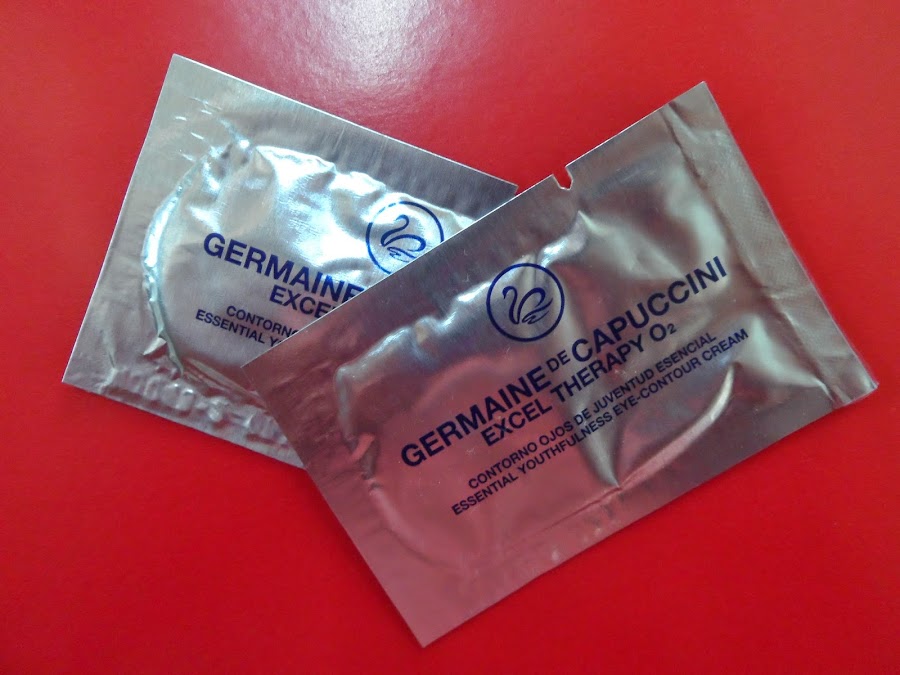 GERMAINE
EXCEL
CONTORNO
ESSENTIAL
GERMAINE DE CAPUCCINI
EXCEL THERAPY O₂
CONTORNO OJOS DE JUVENTUD ESENCIAL
ESSENTIAL YOUTHFULNESS EYE-CONTOUR CREAM